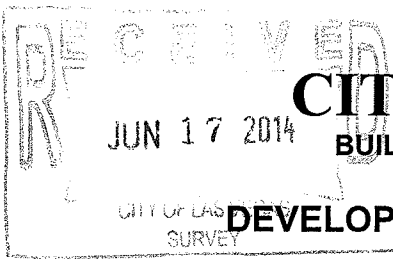 RECEIVED
JUN 17 2014
CIT
BUIL
CITY OF LAS
DEVELOP
SURVEY